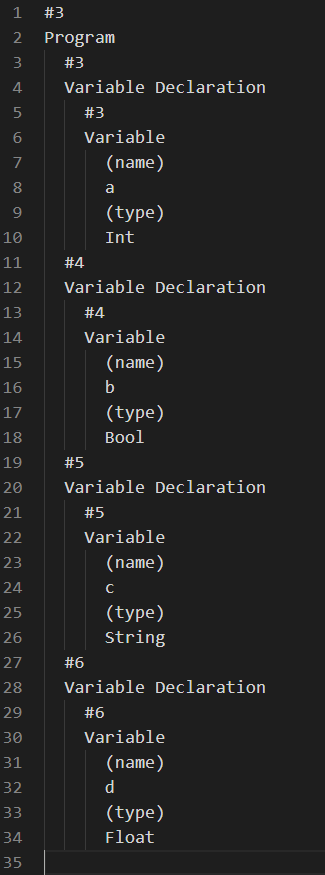 1 #3
2 Program
3 #3
4 Variable Declaration
5 #3
6 Variable
7 (name)
8 a
9 (type)
10 Int
11 #4
12 Variable Declaration
13 #4
14 Variable
15 (name)
16 b
17 (type)
18 Bool
19 #5
20 Variable Declaration
21 #5
22 Variable
23 (name)
24 c
25 (type)
26 String
27 #6
28 Variable Declaration
29 #6
30 Variable
31 (name)
32 d
33 (type)
34 Float
35